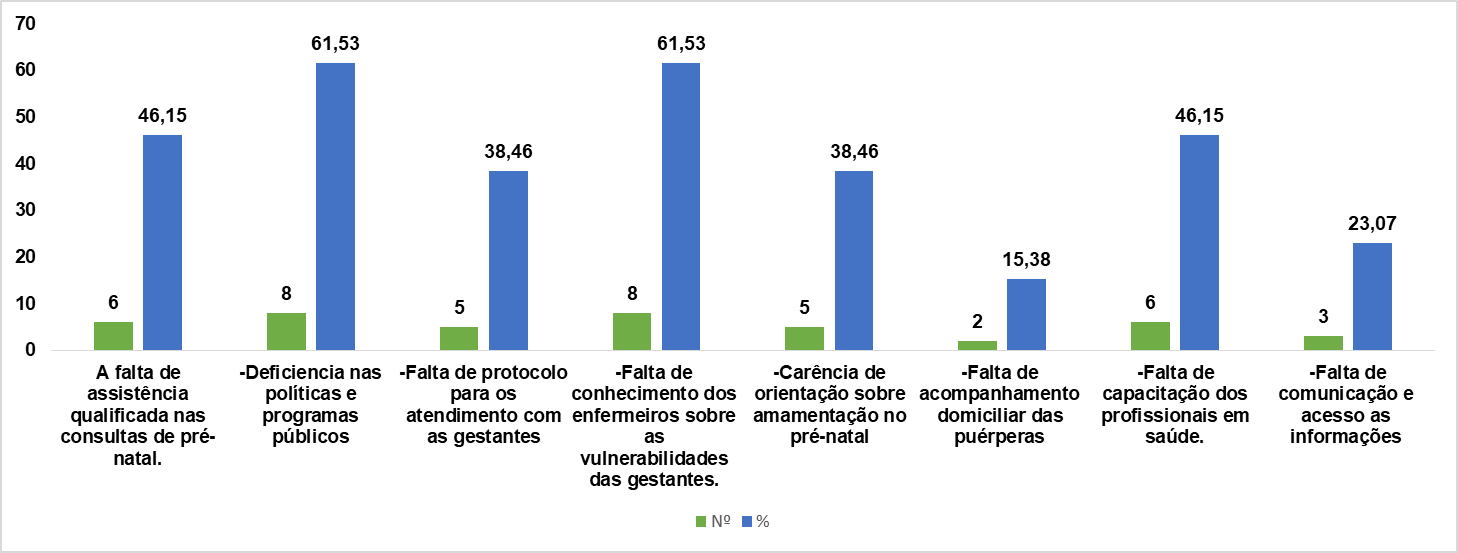 70
60
50
40
30
20
10
0
46,15
61,53
38,46
61,53
38,46
15,38
46,15
23,07
6
8
5
8
5
2
6
3
A falta de
assistência
qualificada nas
consultas de pré-
natal.
-Deficiencia nas
políticas e
programas
públicos
-Falta de protocolo
para os
atendimento com
as gestantes
-Falta de
conhecimento dos
enfermeiros sobre
as
vulnerabilidades
das gestantes.
-Carência de
orientação sobre
amamentação no
pré-natal
-Falta de
acompanhamento
domiciliar das
puérperas
-Falta de
capacitação dos
profissionais em
saúde.
-Falta de
comunicação e
acesso as
informações
Nº
%